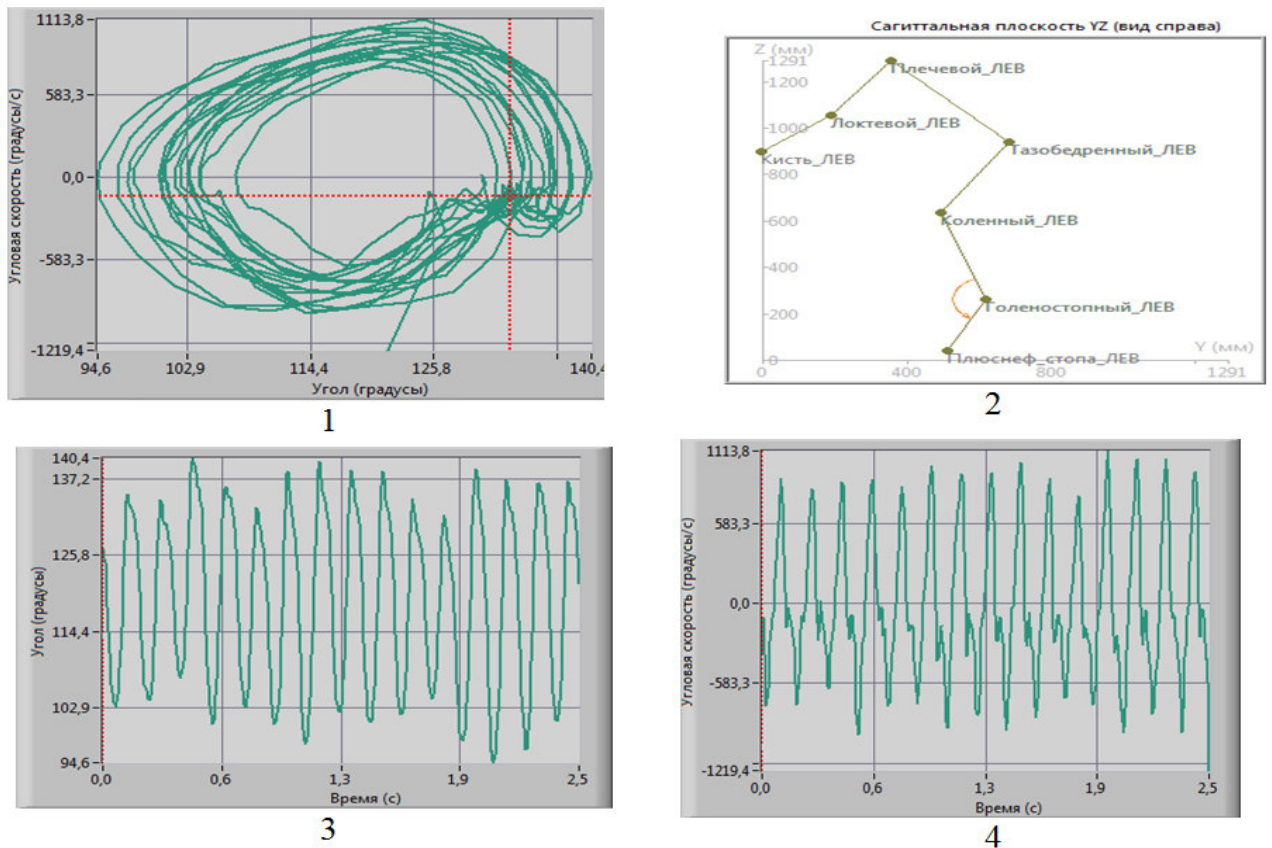 1113,8
583,3
0,0
-583,3
-1219,4
Угловая скорость (градусы/с)
94,6 102,9 114,4 125,8 140,4
Угол (градусы)
1
Сагиттальная плоскость YZ (вид справа)
Z (мм)
1291
1200
1000
800
600
400
200
0
Плечевой_ЛЕВ
Локтевой_ЛЕВ
Тазобедренный_ЛЕВ
Кисть_ЛЕВ
Коленный_ЛЕВ
Голеностопный_ЛЕВ
Плюснеф_стопа_ЛЕВ
Y (мм)
0 400 800 1291
2
140,4
137,2
125,8
114,4
102,9
94,6
Угол (градусы)
0,0 0,6 1,3 1,9 2,5
Время (с)
3
1113,8
583,3
0,0
-583,3
-1219,4
Угловая скорость (градусы/с)
0,0 0,6 1,3 1,9 2,5
Время (с)
4